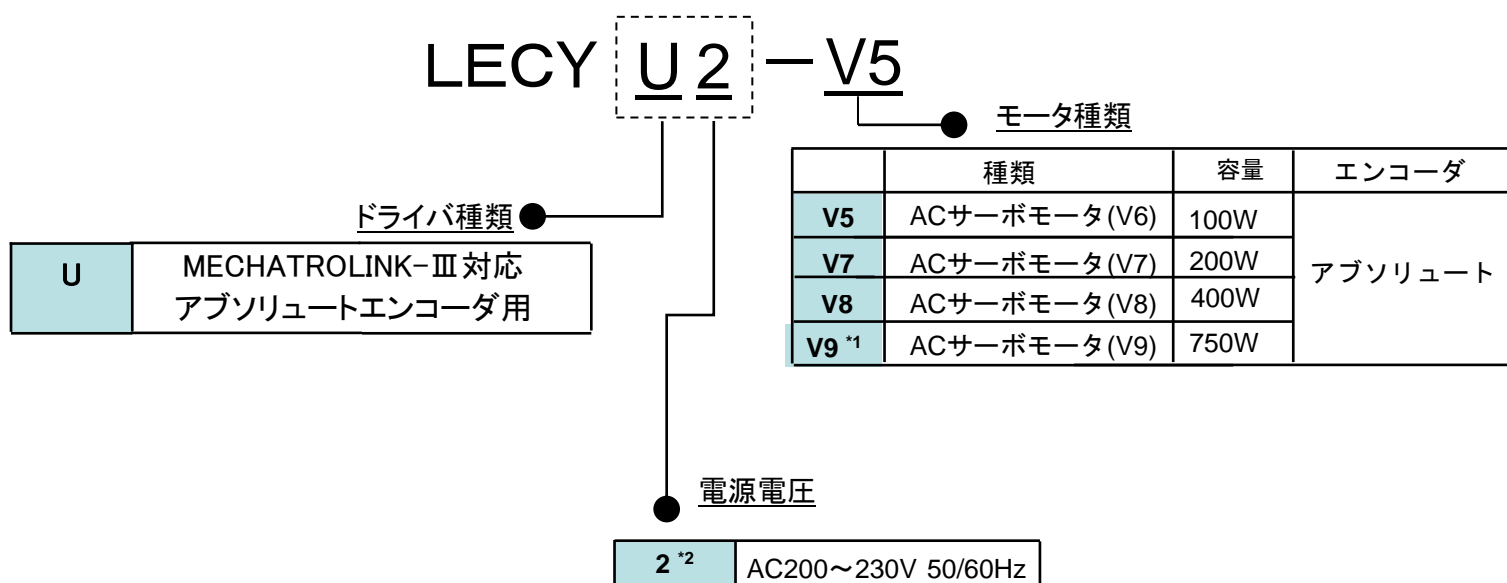 LECY U 2 － V5
モータ種類
種類 容量 エンコーダ
V5 ACサーボモータ(V6) 100W
V7 ACサーボモータ(V7) 200W
V8 ACサーボモータ(V8) 400W
V9 *1 ACサーボモータ(V9) 750W
アブソリュート
ドライバ種類
U MECHATROLINK-Ⅲ対応
アブソリュートエンコーダ用
電源電圧
2 *2 AC200～230V 50/60Hz